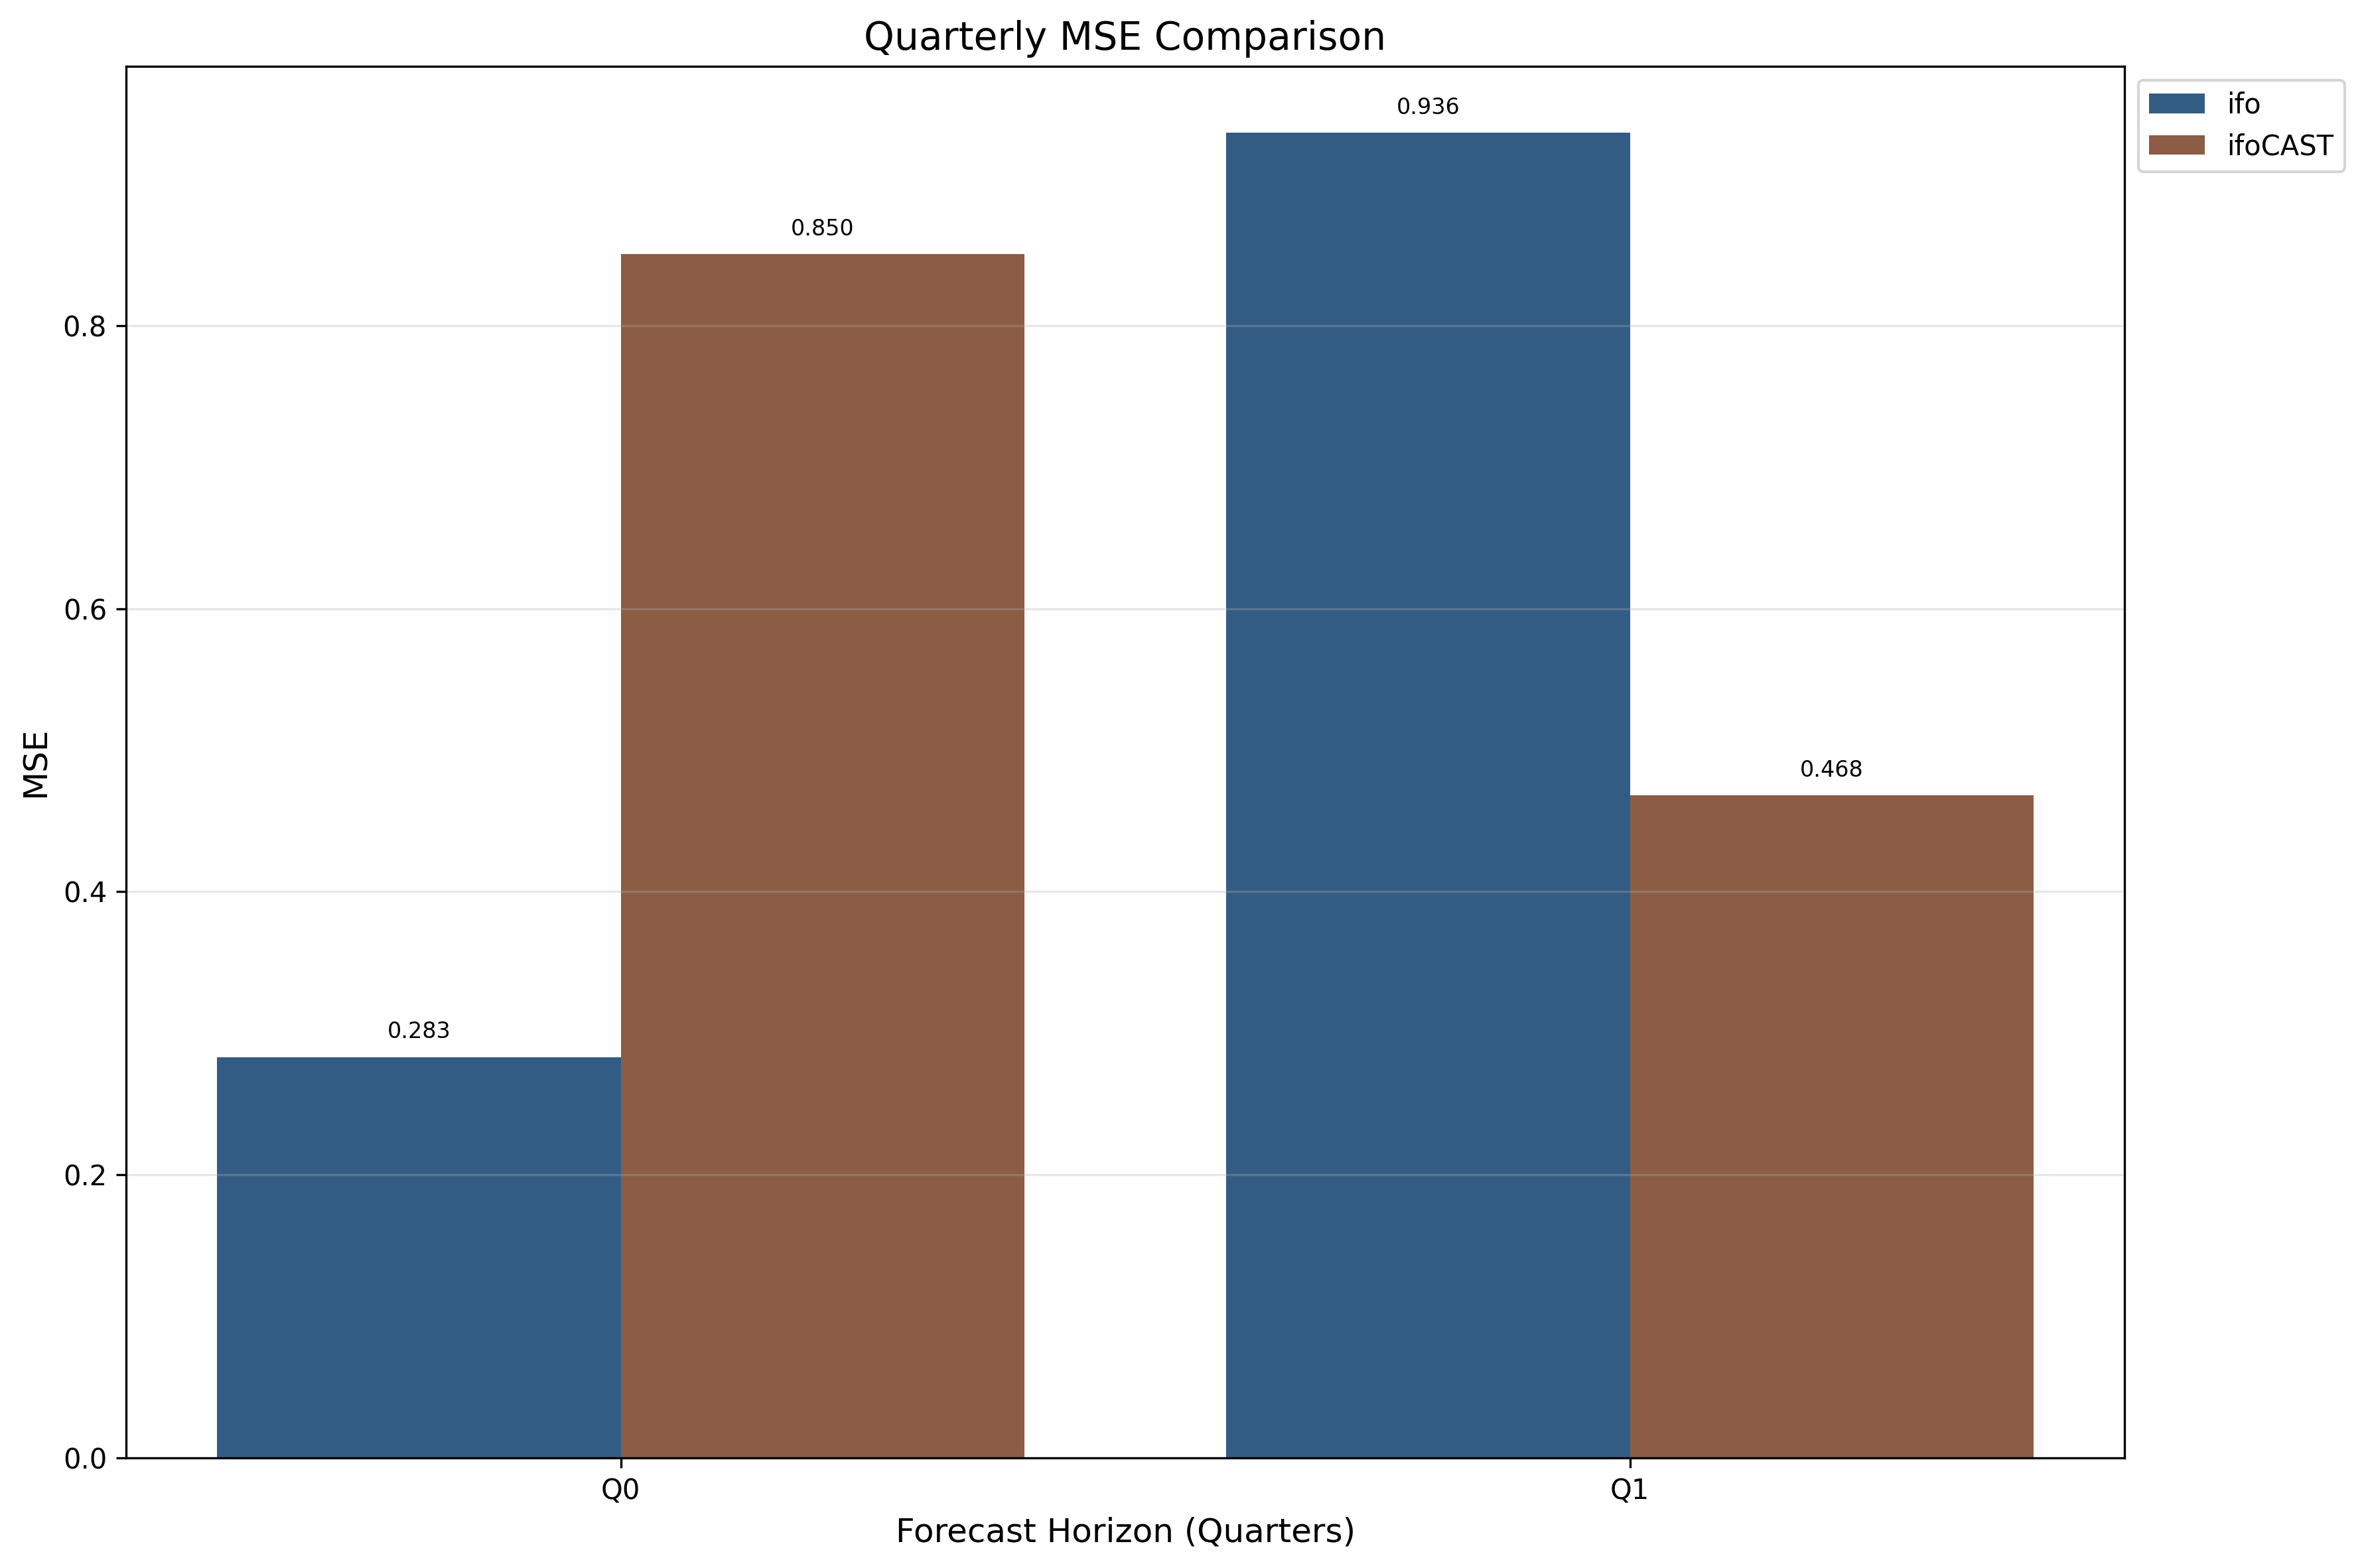 Quarterly MSE Comparison
ifo
ifoCAST
0.936
0.850
0.468
0.283
MSE
0.8
0.6
0.4
0.2
0.0
Q0
Q1
Forecast Horizon (Quarters)